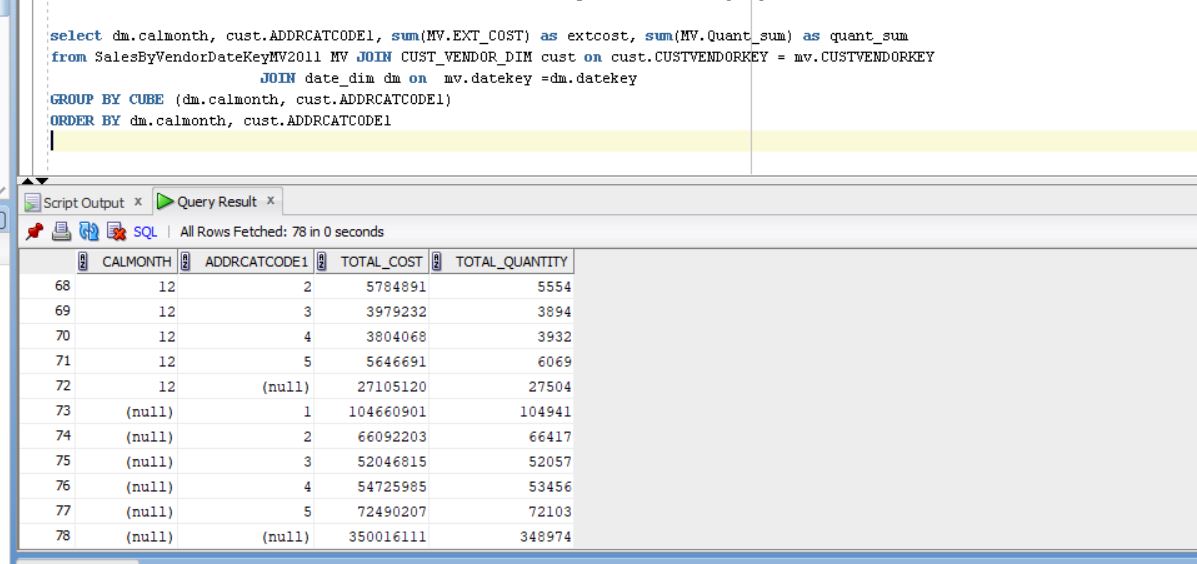 select dm.calmonth, cust.ADDRCATCODE1, sum(MV.EXT_COST) as extcost, sum(MV.Quant_sum) as quant_sum
from SalesByVendorDateKeyMV2011 MV JOIN CUST_VENDOR_DIM cust on cust.CUSTVENDORKEY = mv.CUSTVENDORKEY
JOIN date_dim dm on mv.datekey =dm.datekey
GROUP BY CUBE (dm.calmonth, cust.ADDRCATCODE1)
ORDER BY dm.calmonth, cust.ADDRCATCODE1
Script Output x Query Result x
SQL | All Rows Fetched: 78 in 0 seconds
CALMONTH ADDRCATCODE1 TOTAL_COST TOTAL_QUANTITY
68 12 2 5784891 5554
69 12 3 3979232 3894
70 12 4 3804068 3932
71 12 5 5646691 6069
72 12 (null) 27105120 27504
73 (null) 1 104660901 104941
74 (null) 2 66092203 66417
75 (null) 3 52046815 52057
76 (null) 4 54725985 53456
77 (null) 5 72490207 72103
78 (null) (null) 350016111 348974